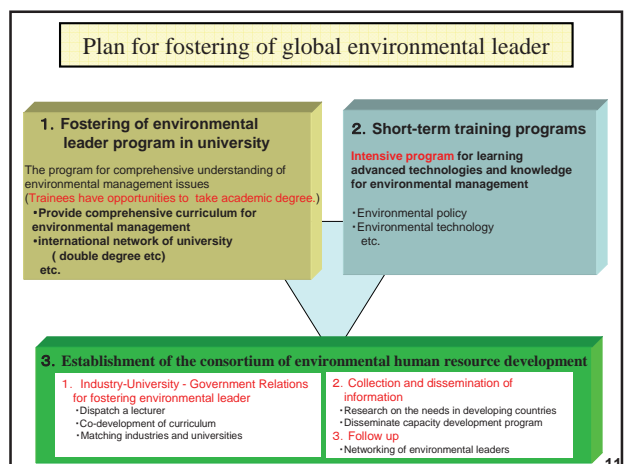 Plan for fostering of global environmental leader
1. Fostering of environmental
leader program in university
The program for comprehensive understanding of
environmental management issues
(Trainees have opportunities to take academic degree.)
・Provide comprehensive curriculum for
environmental management
・international network of university
( double degree etc)
etc.
2. Short-term training programs
Intensive program for learning
advanced technologies and knowledge
for environmental management
・Environmental policy
・Environmental technology
etc.
3. Establishment of the consortium of environmental human resource development
1. Industry-University - Government Relations
for fostering environmental leader
・Dispatch a lecturer
・Co-development of curriculum
・Matching industries and universities
2. Collection and dissemination of
information
・Research on the needs in developing countries
・Disseminate capacity development program
3. Follow up
・Networking of environmental leaders
11